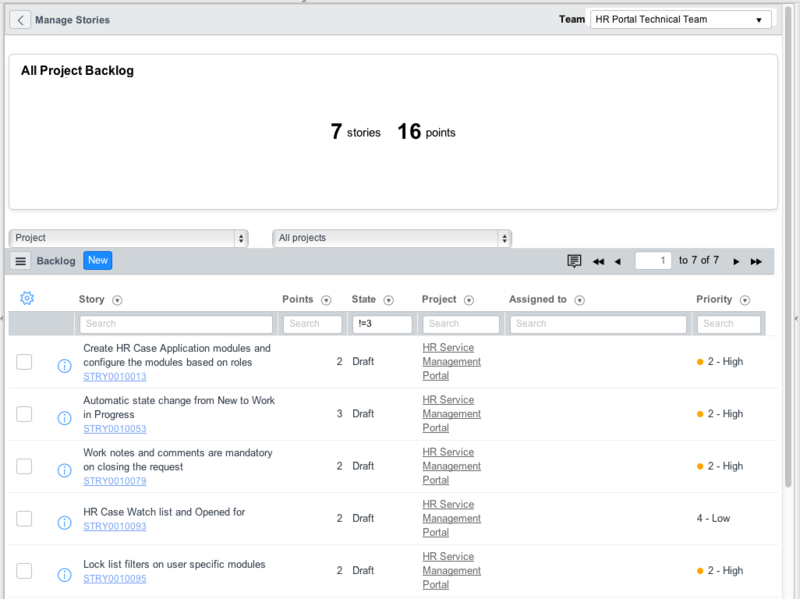 Manage Stories
Team HR Portal Technical Team
All Project Backlog
7 stories 16 points
Project All projects
Backlog New 1 to 7 of 7
Story Points State Project Assigned to Priority
Search Search !=3 Search Search Search
Create HR Case Application modules and
configure the modules based on roles
STRY0010013
2 Draft
HR Service
Management
Portal
2 - High
Automatic state change from New to Work
in Progress
STRY0010053
3 Draft
HR Service
Management
Portal
2 - High
Work notes and comments are mandatory
on closing the request
STRY0010079
2 Draft
HR Service
Management
Portal
2 - High
HR Case Watch list and Opened for
STRY0010093
2 Draft
HR Service
Management
Portal
4 - Low
Lock list filters on user specific modules
STRY0010095
2 Draft
HR Service
Management
Portal
2 - High